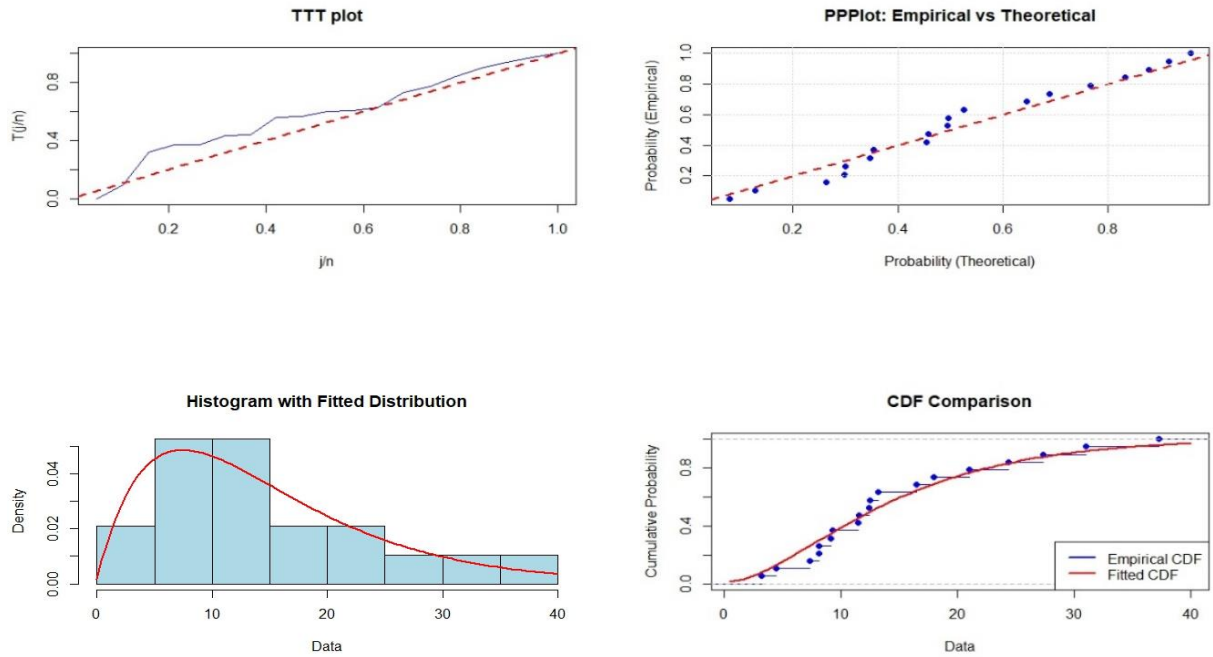 TTT plot
T(j/n)
0.0 0.4 0.8
0.2 0.4 0.6 0.8 1.0
j/n
PPPlot: Empirical vs Theoretical
Probability (Empirical)
0.2 0.4 0.6 0.8 1.0
0.2 0.4 0.6 0.8
Probability (Theoretical)
Histogram with Fitted Distribution
Density
0.00 0.02 0.04
0 10 20 30 40
Data
CDF Comparison
Cumulative Probability
0.0 0.4 0.8
Empirical CDF
Fitted CDF
0 10 20 30 40
Data